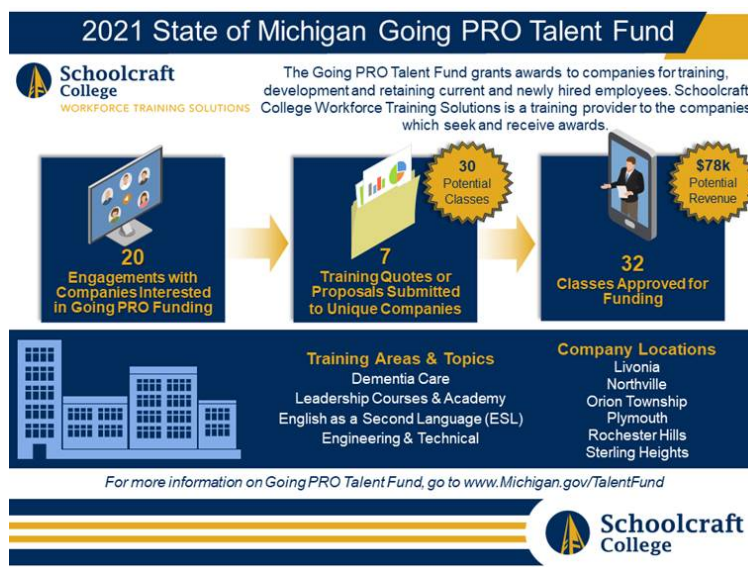 2021 State of Michigan Going PRO Talent Fund
Schoolcraft
College
WORKFORCE TRAINING SOLUTIONS
The Going PRO Talent Fund grants awards to companies for training,
development and retaining current and newly hired employees. Schoolcraft
College Workforce Training Solutions is a training provider to the companies
which seek and receive awards.
20
Engagements with
Companies Interested
in Going PRO Funding
30
Potential
Classes
7
Training Quotes or
Proposals Submitted
to Unique Companies
$78k
Potential
Revenue
32
Classes Approved for
Funding
Training Areas & Topics
Dementia Care
Leadership Courses & Academy
English as a Second Language (ESL)
Engineering & Technical
Company Locations
Livonia
Northville
Orion Township
Plymouth
Rochester Hills
Sterling Heights
For more information on Going PRO Talent Fund, go to www.Michigan.gov/TalentFund
Schoolcraft
College